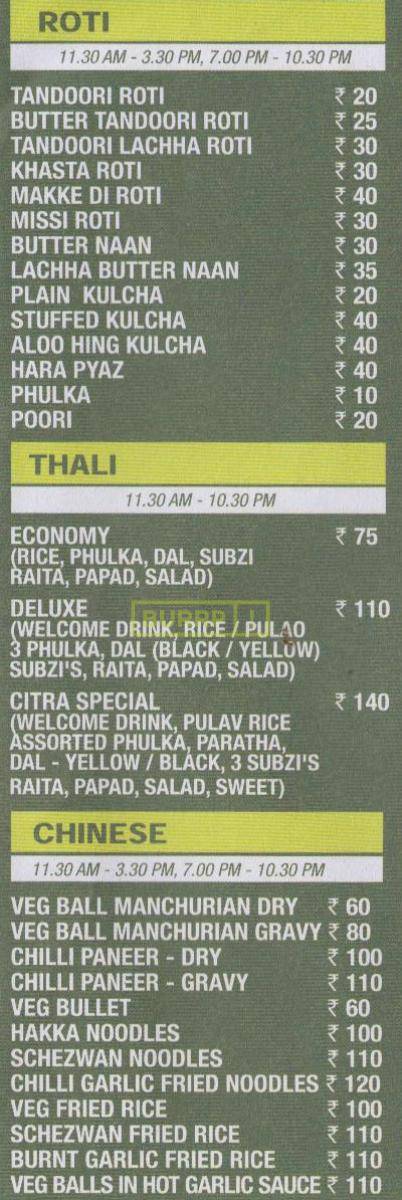 ROTI
11.30 AM - 3.30 PM, 7.00 PM - 10.30 PM
TANDOORI ROTI ₹ 20
BUTTER TANDOORI ROTI ₹ 25
TANDOORI LACHHA ROTI ₹ 30
KHASTA ROTI ₹ 30
MAKKE DI ROTI ₹ 40
MISSI ROTI ₹ 30
BUTTER NAAN ₹ 30
LACHHA BUTTER NAAN ₹ 35
PLAIN KULCHA ₹ 20
STUFFED KULCHA ₹ 40
ALOO HING KULCHA ₹ 40
HARA PYAZ ₹ 40
PHULKA ₹ 10
POORI ₹ 20
THALI
11.30 AM - 10.30 PM
ECONOMY ₹ 75
(RICE, PHULKA, DAL, SUBZI
RAITA, PAPAD, SALAD)
DELUXE ₹ 110
BURRP !
(WELCOME DRINK, RICE / PULAO
3 PHULKA, DAL (BLACK / YELLOW)
SUBZI'S, RAITA, PAPAD, SALAD)
CITRA SPECIAL ₹ 140
(WELCOME DRINK, PULAV RICE
ASSORTED PHULKA, PARATHA,
DAL - YELLOW / BLACK, 3 SUBZI'S
RAITA, PAPAD, SALAD, SWEET)
CHINESE
11.30 AM - 3.30 PM, 7.00 PM - 10.30 PM
VEG BALL MANCHURIAN DRY ₹ 60
VEG BALL MANCHURIAN GRAVY ₹ 80
CHILLI PANEER - DRY ₹ 100
CHILLI PANEER - GRAVY ₹ 110
VEG BULLET ₹ 60
HAKKA NOODLES ₹ 100
SCHEZWAN NOODLES ₹ 110
CHILLI GARLIC FRIED NOODLES ₹ 120
VEG FRIED RICE ₹ 100
SCHEZWAN FRIED RICE ₹ 110
BURNT GARLIC FRIED RICE ₹ 110
VEG BALLS IN HOT GARLIC SAUCE ₹ 110